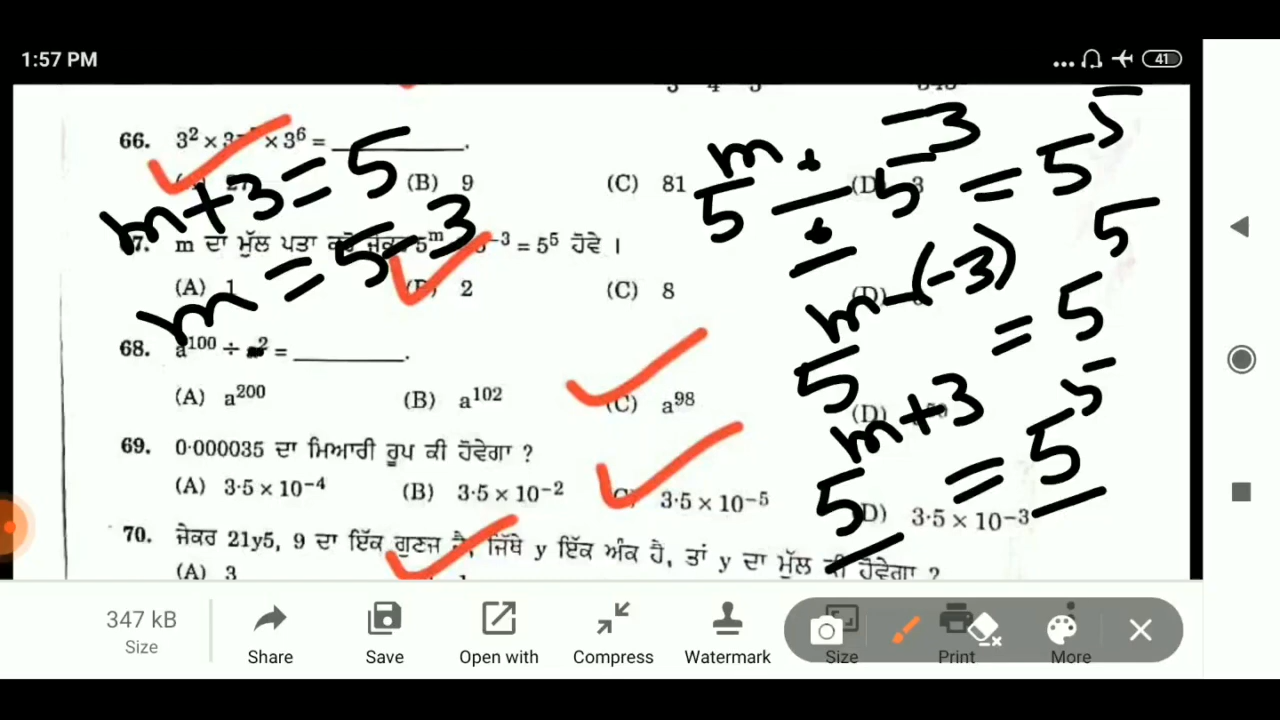 1:57 PM
... 41
66. 3² × 3 × 3⁶ = ________.
(B) 9 (C) 81 (D) 3
m ਦਾ ਮੁੱਲ ਪਤਾ ਕਰੋ ਜੇਕਰ 5ᵐ ⁻³ = 5⁵ ਹੋਵੇ ।
(A) 1 2 (C) 8 (D)
68. a¹⁰⁰ ÷ a² = ________.
(A) a²⁰⁰ (B) a¹⁰² (C) a⁹⁸ (D)
69. 0·000035 ਦਾ ਮਿਆਰੀ ਰੂਪ ਕੀ ਹੋਵੇਗਾ ?
(A) 3·5 × 10⁻⁴ (B) 3·5 × 10⁻² (C) 3·5 × 10⁻⁵ (D) 3·5 × 10⁻³
70. ਜੇਕਰ 21y5, 9 ਦਾ ਇੱਕ ਗੁਣਜ ਹੈ, ਜਿੱਥੇ y ਇੱਕ ਅੰਕ ਹੈ, ਤਾਂ y ਦਾ ਮੁੱਲ ਕੀ ਹੋਵੇਗਾ ?
(A) 3
m + 3 = 5
m = 5 - 3
5ᵐ ÷ 5⁻³ = 5⁵
5ᵐ⁻⁽⁻³⁾ = 5⁵
5ᵐ⁺³ = 5⁵
347 kB
Size
Share
Save
Open with
Compress
Watermark
Size
Print
More